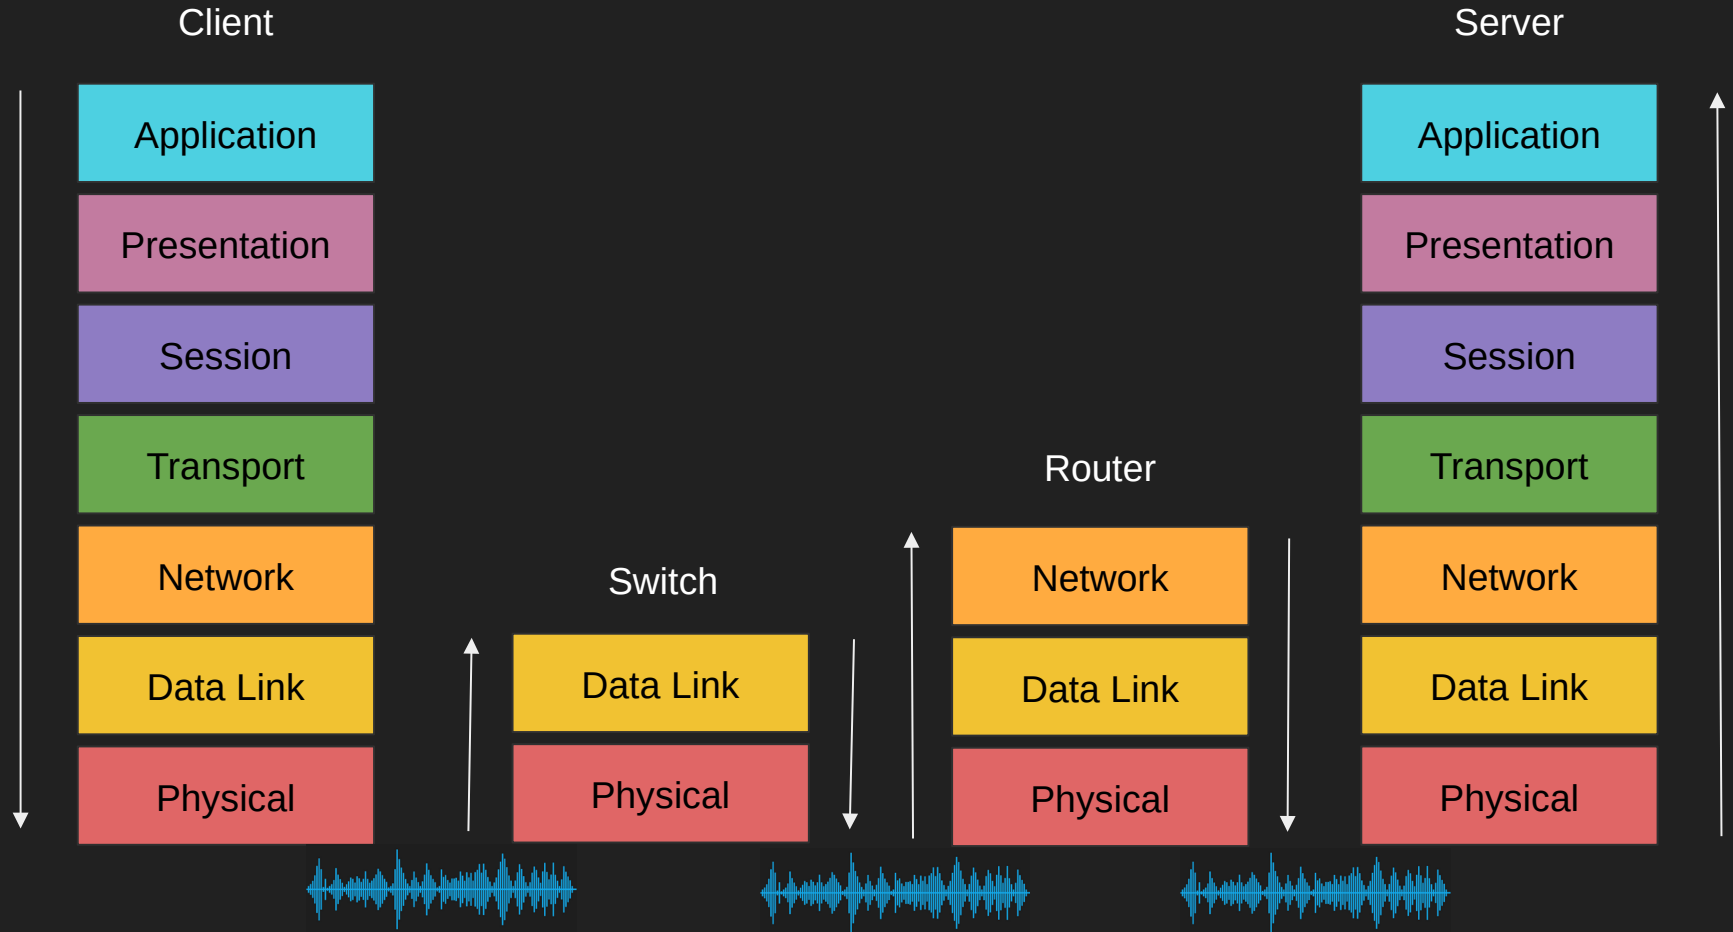 Client
Application
Presentation
Session
Transport
Network
Data Link
Physical
Switch
Data Link
Physical
Router
Network
Data Link
Physical
Server
Application
Presentation
Session
Transport
Network
Data Link
Physical